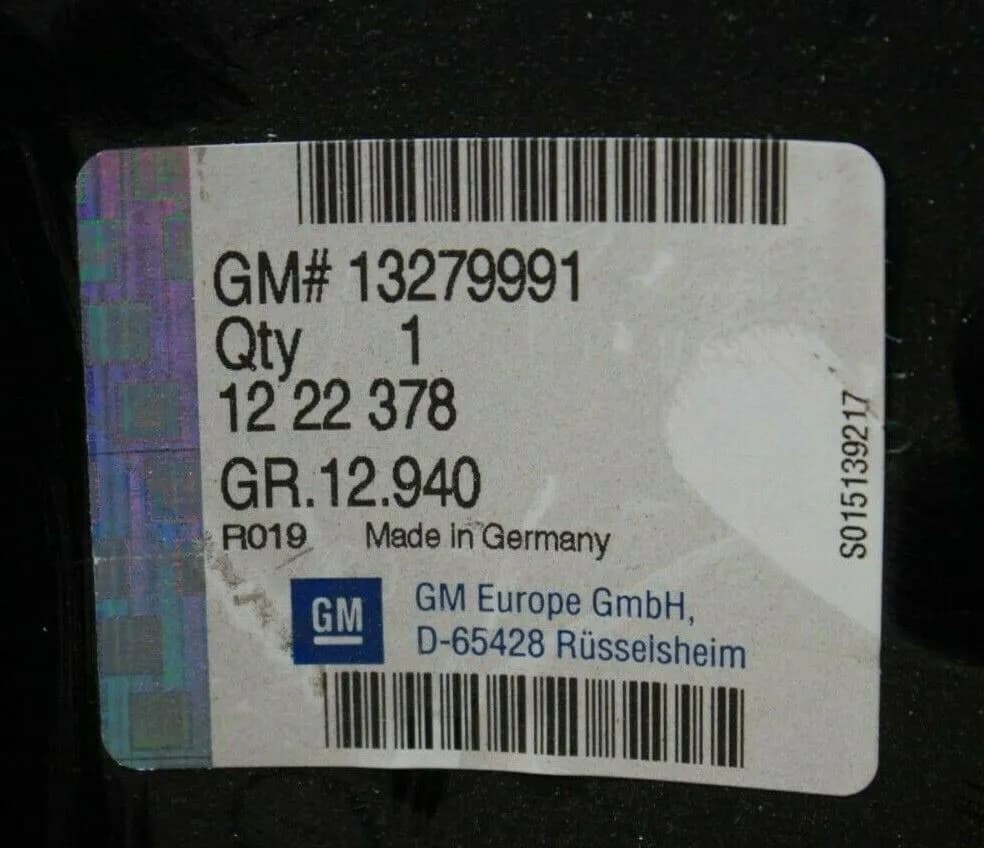 GM# 13279991
Qty 1
12 22 378
GR.12.940
R019 Made in Germany
GM
GM Europe GmbH,
D-65428 Rüsselsheim
S015139217